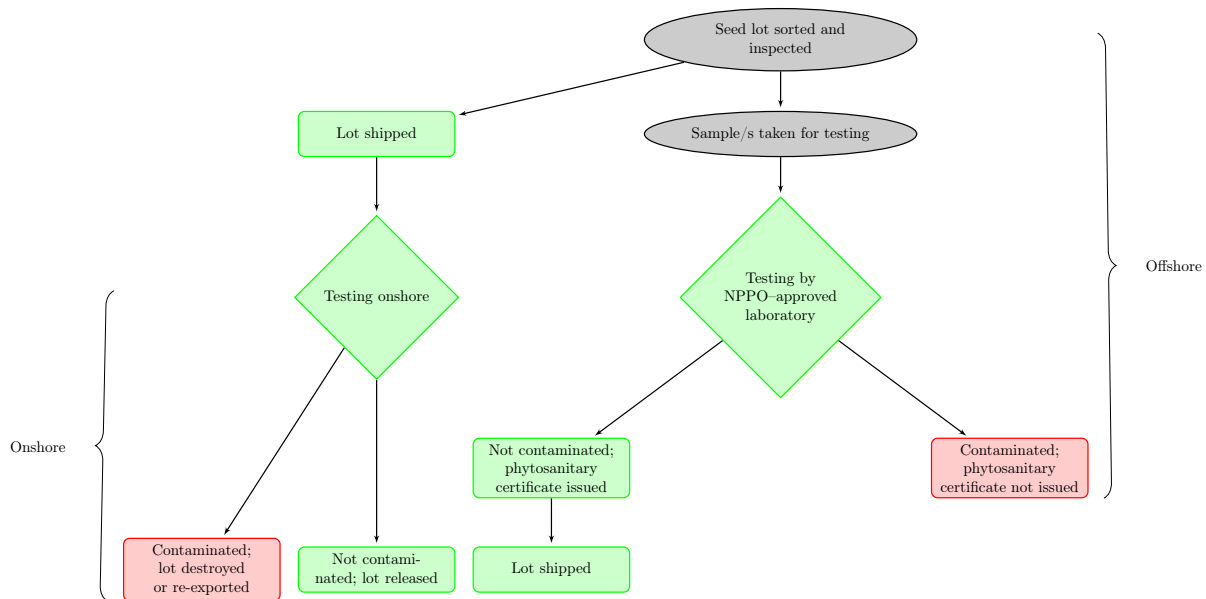 Seed lot sorted and
inspected
Lot shipped
Sample/s taken for testing
Testing onshore
Testing by
NPPO–approved
laboratory
Offshore
Onshore
Not contaminated;
phytosanitary
certificate issued
Contaminated;
phytosanitary
certificate not issued
Contaminated;
lot destroyed
or re-exported
Not contami-
nated; lot released
Lot shipped